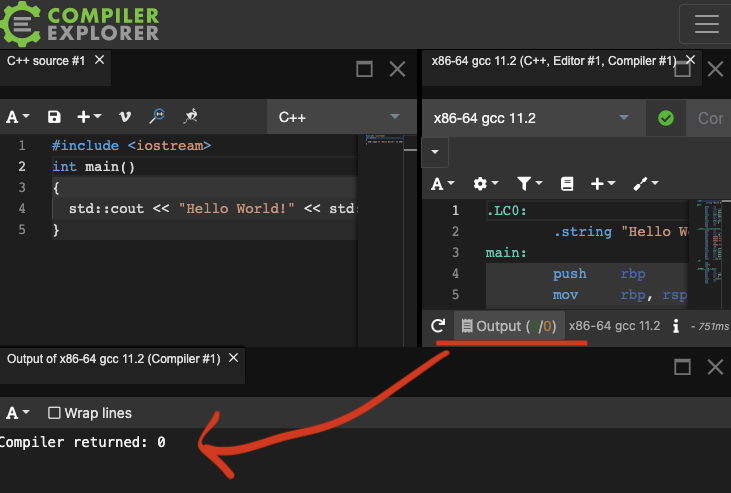 COMPILER
EXPLORER
C++ source #1
A
C++
1 #include <iostream>
2 int main()
3 {
4 std::cout << "Hello World!" << std:
5 }
x86-64 gcc 11.2 (C++, Editor #1, Compiler #1)
x86-64 gcc 11.2
Cor
A
1 .LC0:
2 .string "Hello W
3 main:
4 push rbp
5 mov rbp, rsp
Output ( /0) x86-64 gcc 11.2 i - 751ms
Output of x86-64 gcc 11.2 (Compiler #1)
A Wrap lines
Compiler returned: 0